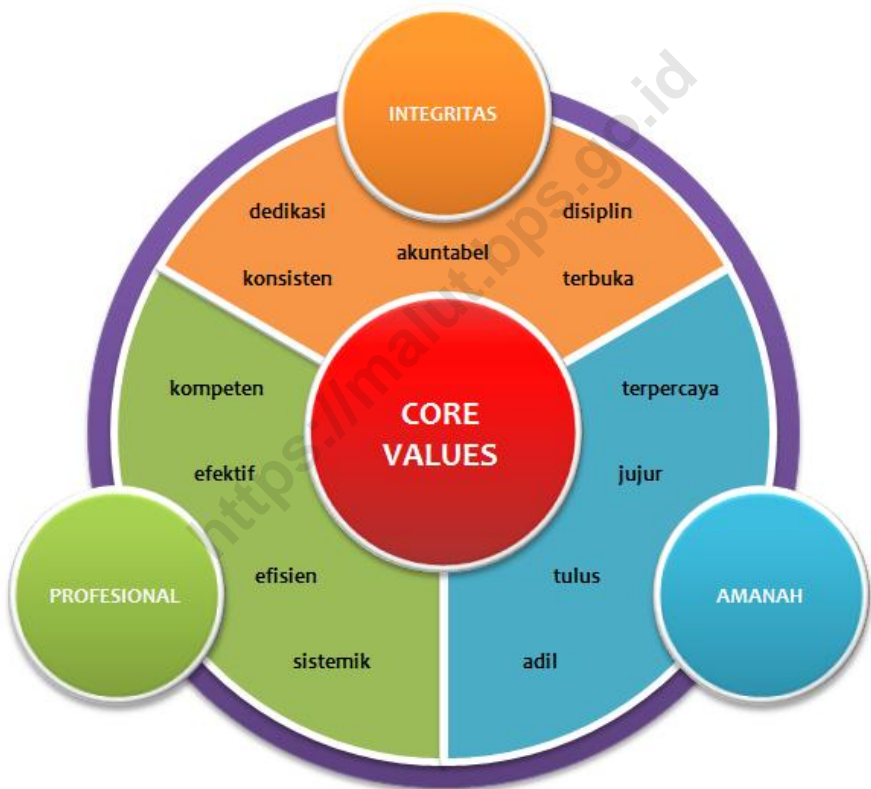 INTEGRITAS
dedikasi
disiplin
akuntabel
konsisten
terbuka
kompeten
terpercaya
CORE
VALUES
efektif
jujur
efisien
tulus
PROFESIONAL
AMANAH
sistemik
adil
https://malut.bps.go.id